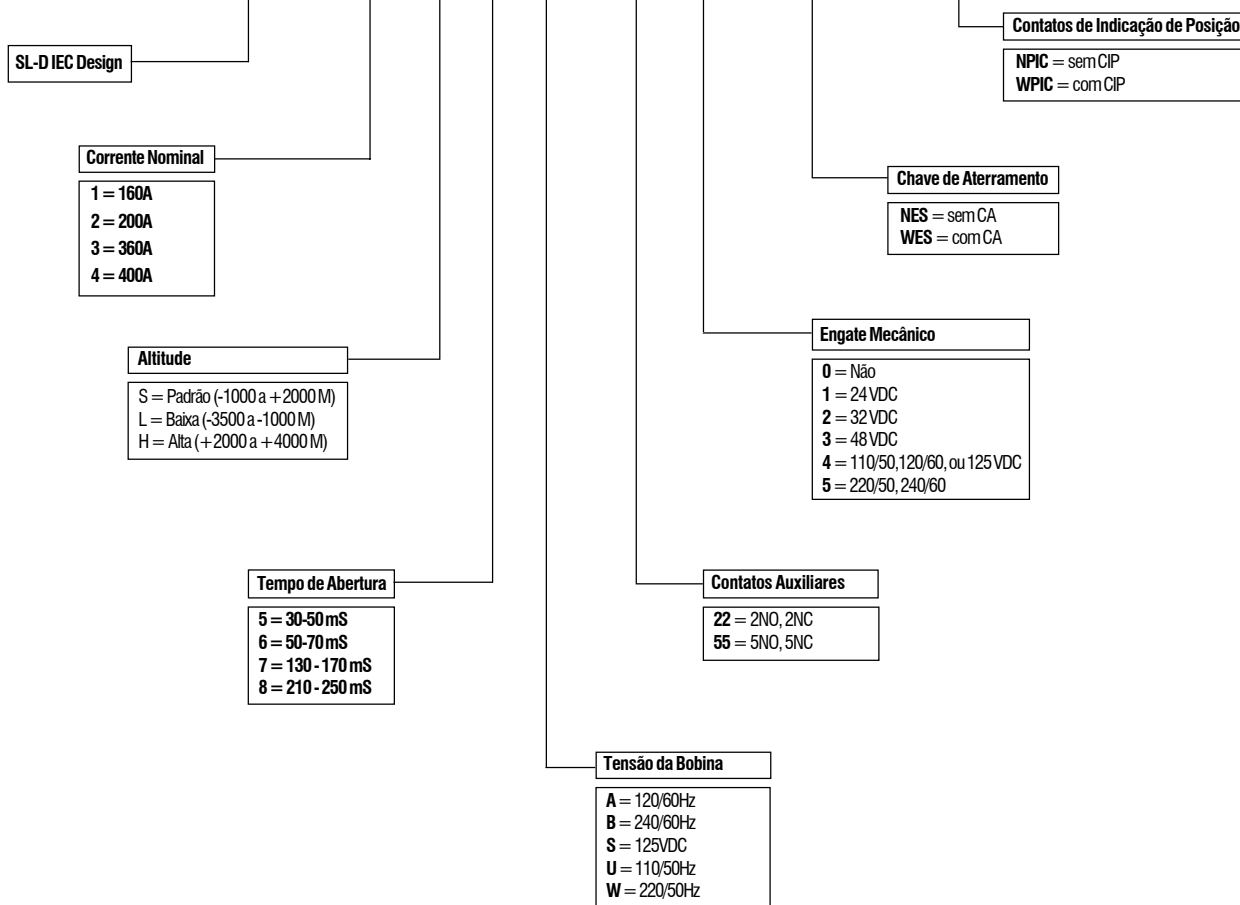 Contatos de Indicação de Posição
NPIC = sem CIP
WPIC = com CIP
SL-D IEC Design
Corrente Nominal
1 = 160A
2 = 200A
3 = 360A
4 = 400A
Chave de Aterramento
NES = sem CA
WES = com CA
Engate Mecânico
0 = Não
1 = 24 VDC
2 = 32 VDC
3 = 48 VDC
4 = 110/50,120/60, ou 125 VDC
5 = 220/50, 240/60
Altitude
S = Padrão (-1000 a +2000 M)
L = Baixa (-3500 a -1000 M)
H = Alta (+2000 a +4000 M)
Tempo de Abertura
5 = 30-50 mS
6 = 50-70 mS
7 = 130 - 170 mS
8 = 210 - 250 mS
Contatos Auxiliares
22 = 2NO, 2NC
55 = 5NO, 5NC
Tensão da Bobina
A = 120/60Hz
B = 240/60Hz
S = 125VDC
U = 110/50Hz
W = 220/50Hz